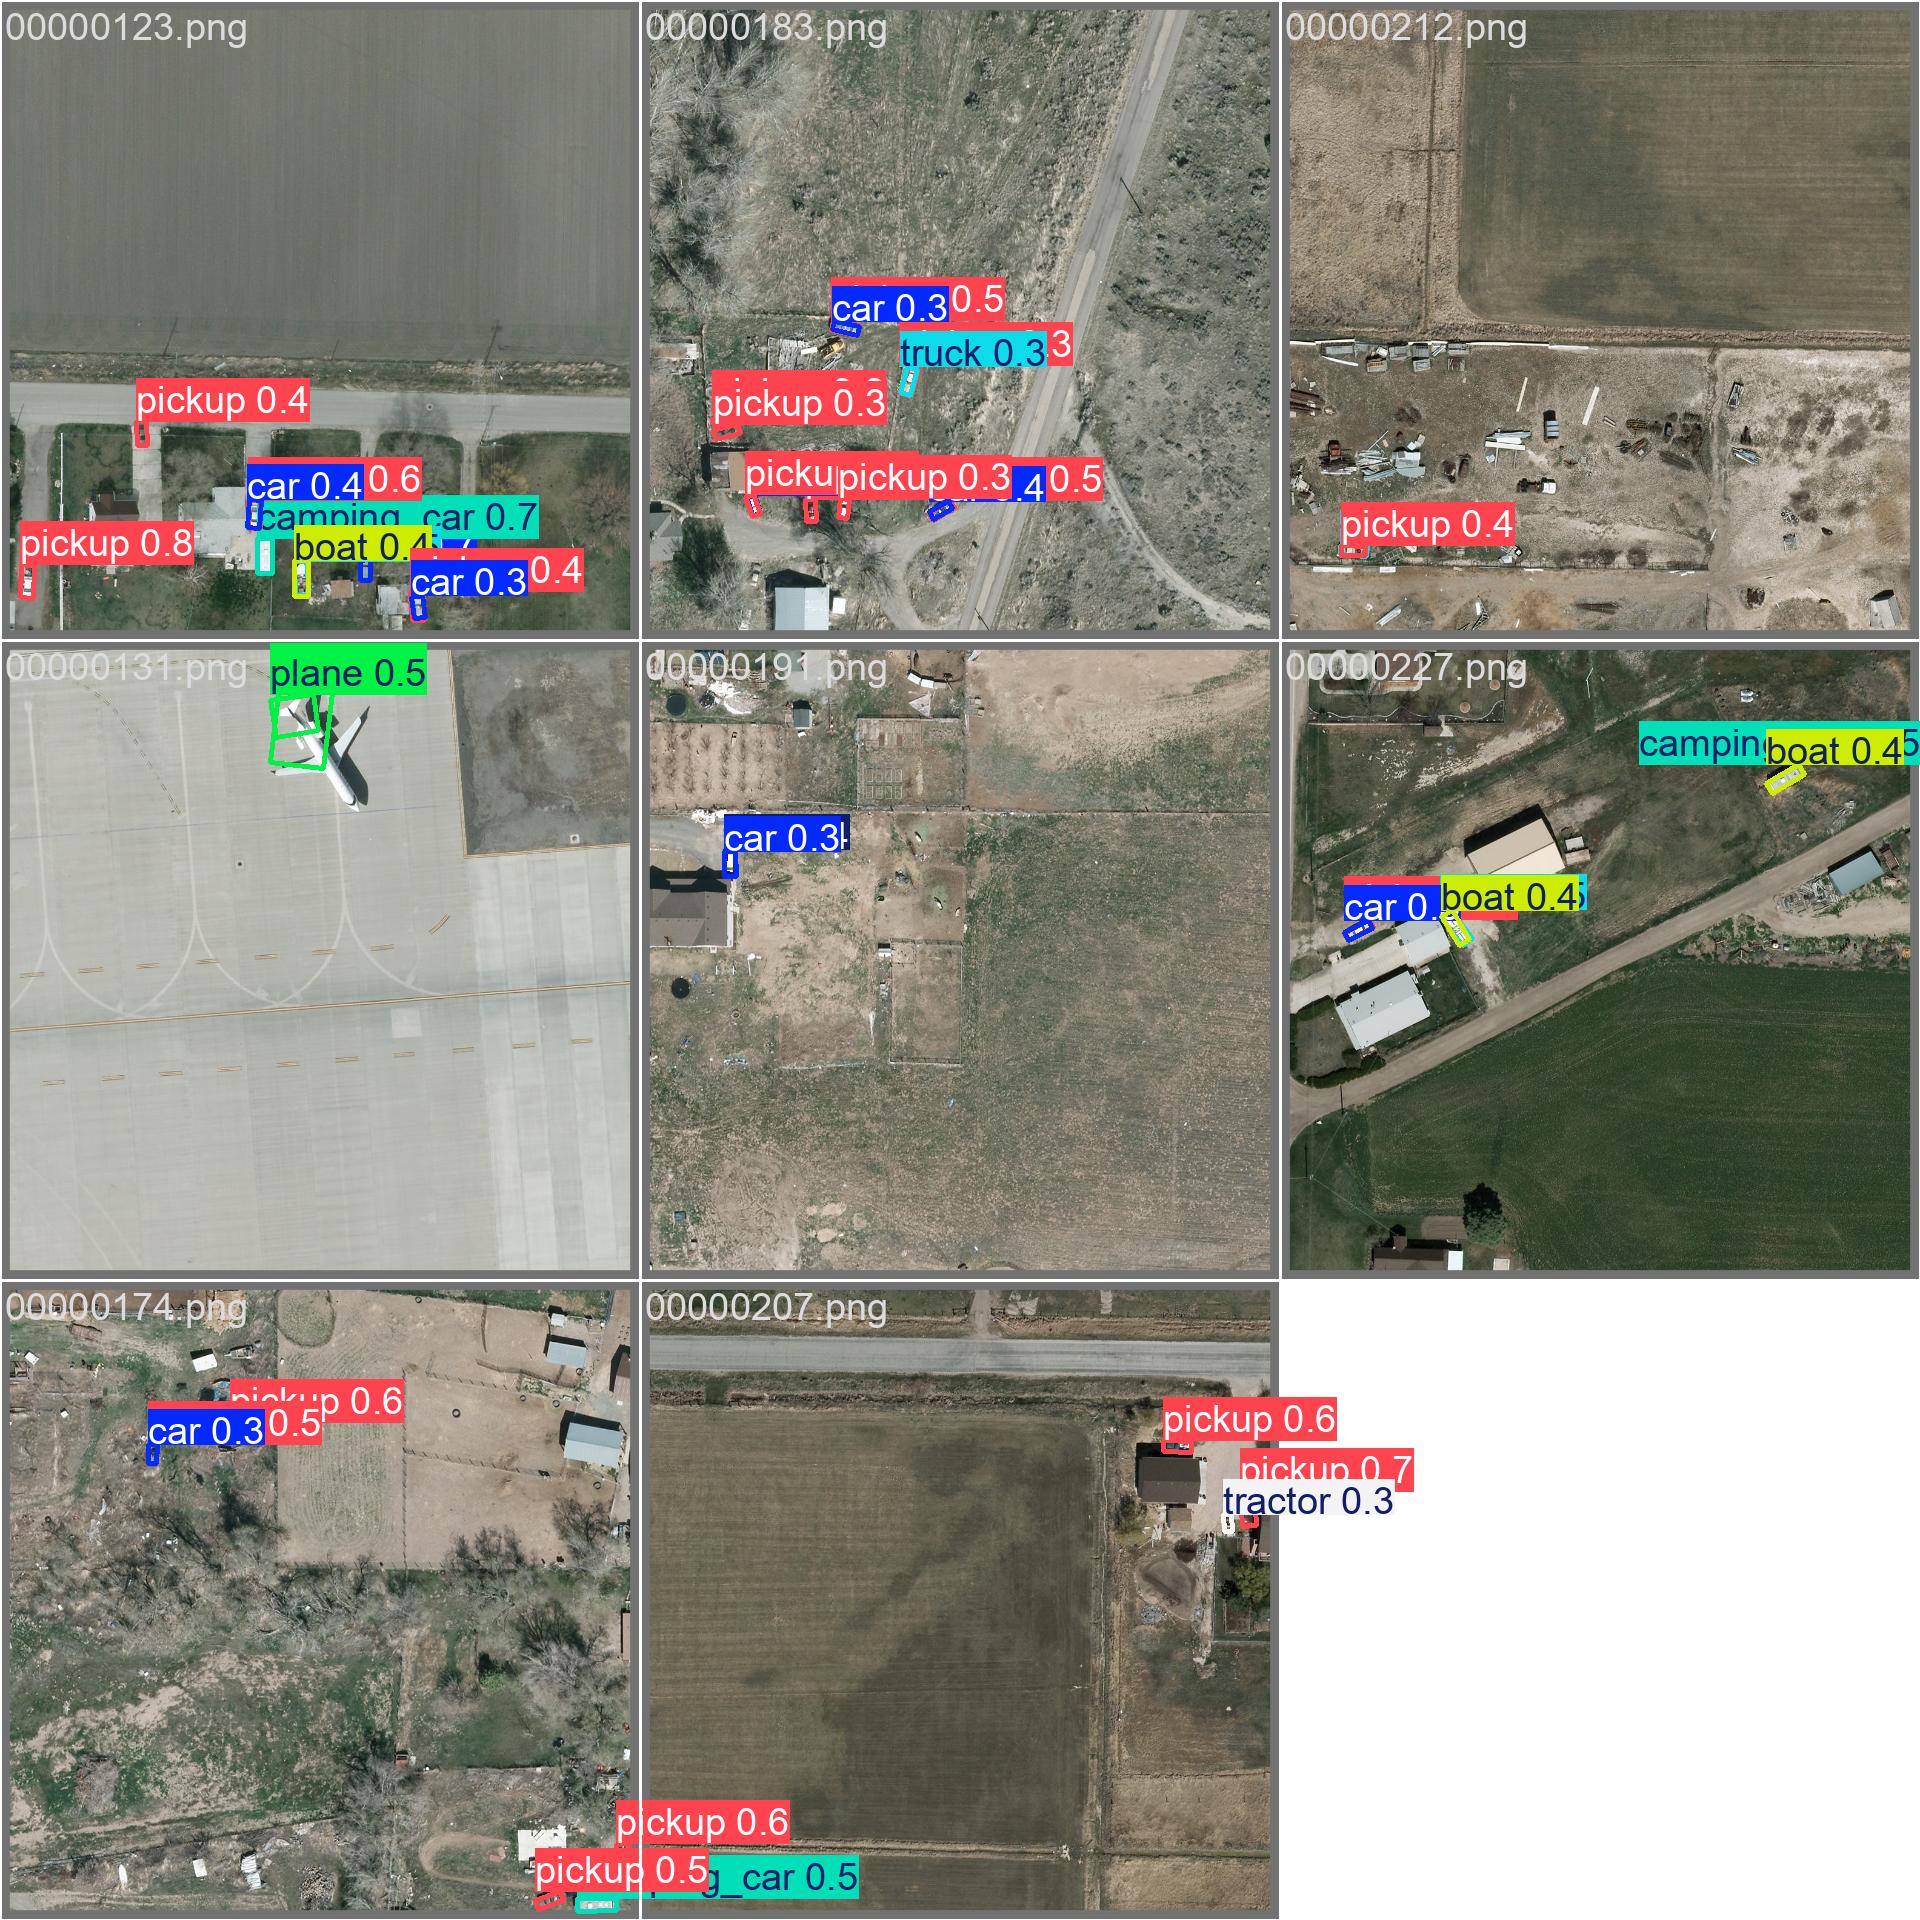 00000123.png
pickup 0.4
0.6
car 0.4
camping_car 0.7
pickup 0.8
boat 0.4
0.4
car 0.3
00000183.png
0.5
car 0.3
truck 0.3
pickup 0.3
pickup 0.3
0.5
00000212.png
pickup 0.4
00000131.png
plane 0.5
00000191.png
car 0.3
00000227.png
boat 0.4
boat 0.4
00000174.png
pickup 0.6
0.5
car 0.3
pickup 0.6
pickup 0.5
car 0.5
00000207.png
pickup 0.6
pickup 0.7
tractor 0.3